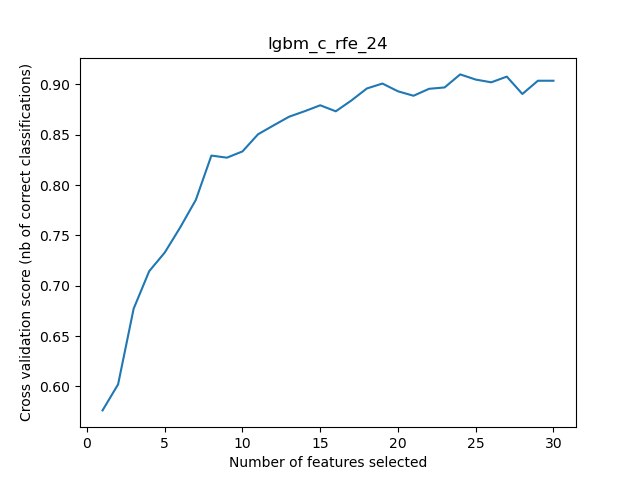 lgbm_c_rfe_24
Cross validation score (nb of correct classifications)
0.90
0.85
0.80
0.75
0.70
0.65
0.60
0 5 10 15 20 25 30
Number of features selected